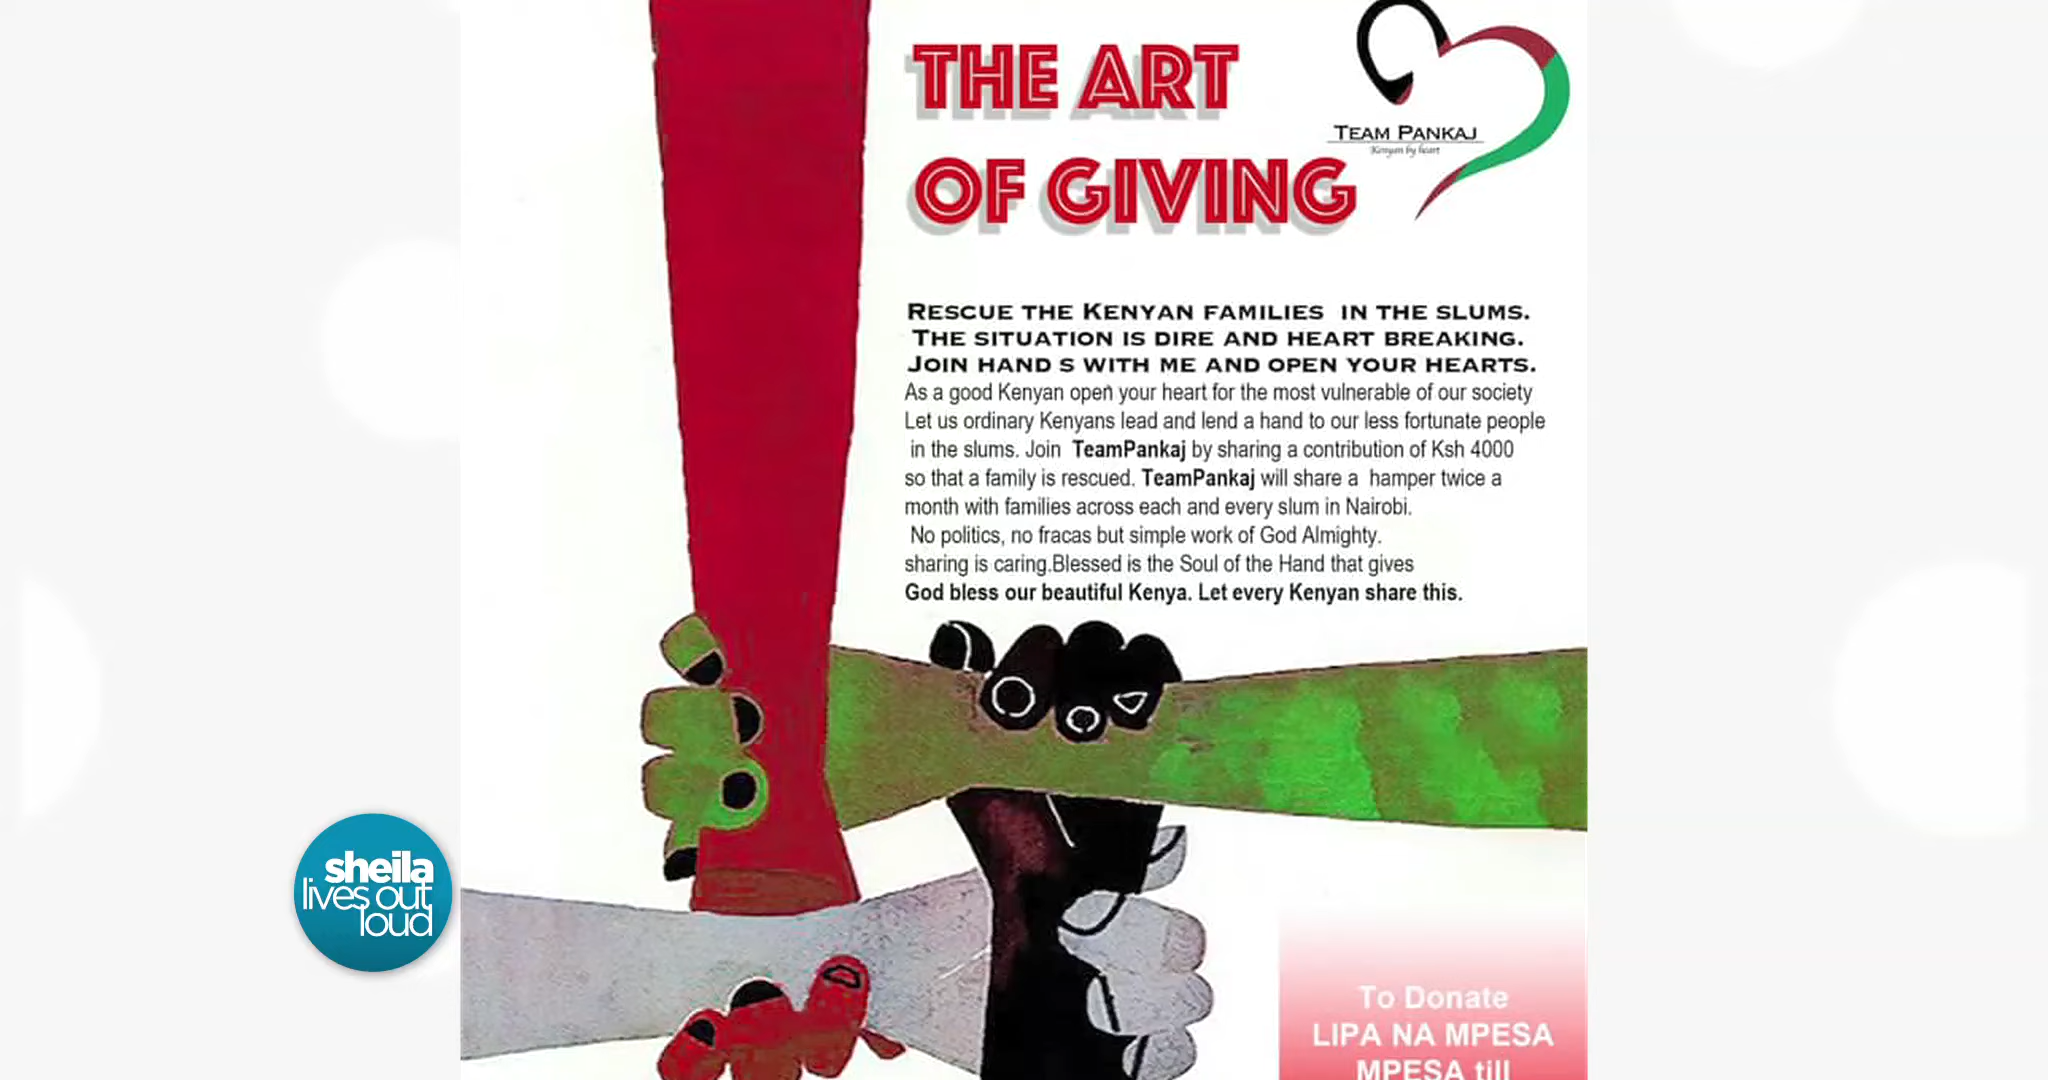 THE ART
OF GIVING
TEAM PANKAJ
Kenyan by heart
RESCUE THE KENYAN FAMILIES IN THE SLUMS.
THE SITUATION IS DIRE AND HEART BREAKING.
JOIN HAND S WITH ME AND OPEN YOUR HEARTS.
As a good Kenyan open your heart for the most vulnerable of our society
Let us ordinary Kenyans lead and lend a hand to our less fortunate people
in the slums. Join TeamPankaj by sharing a contribution of Ksh 4000
so that a family is rescued. TeamPankaj will share a hamper twice a
month with families across each and every slum in Nairobi.
No politics, no fracas but simple work of God Almighty.
sharing is caring.Blessed is the Soul of the Hand that gives
God bless our beautiful Kenya. Let every Kenyan share this.
sheila
lives out
loud
To Donate
LIPA NA MPESA
MPESA till